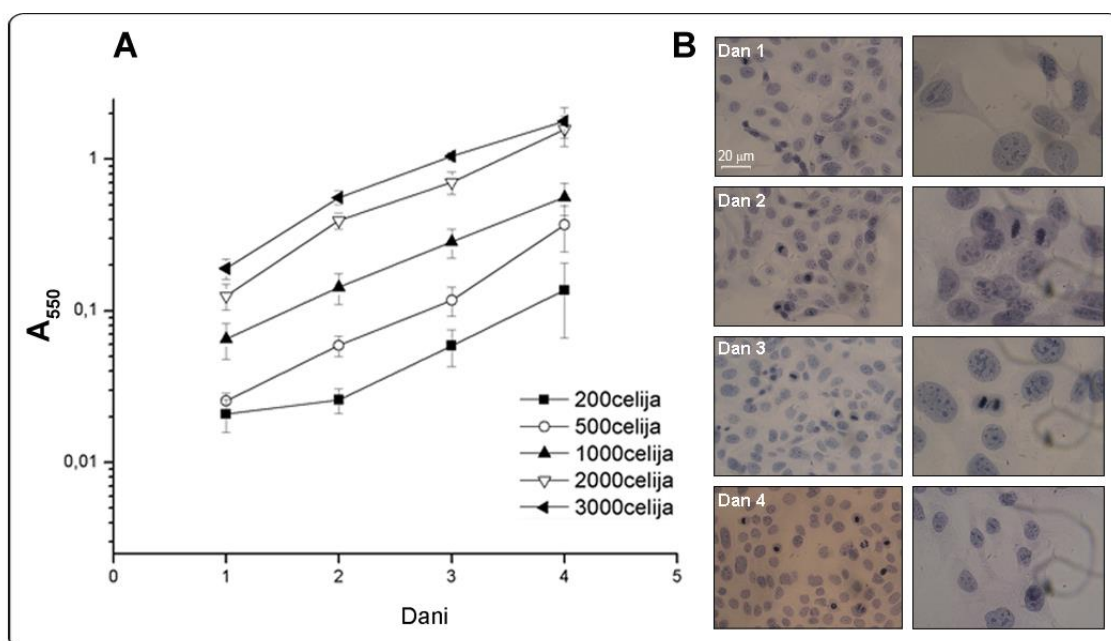 A
B
A550
1
0,1
0,01
0 1 2 3 4 5
Dani
200celija
500celija
1000celija
2000celija
3000celija
Dan 1
20 µm
Dan 2
Dan 3
Dan 4